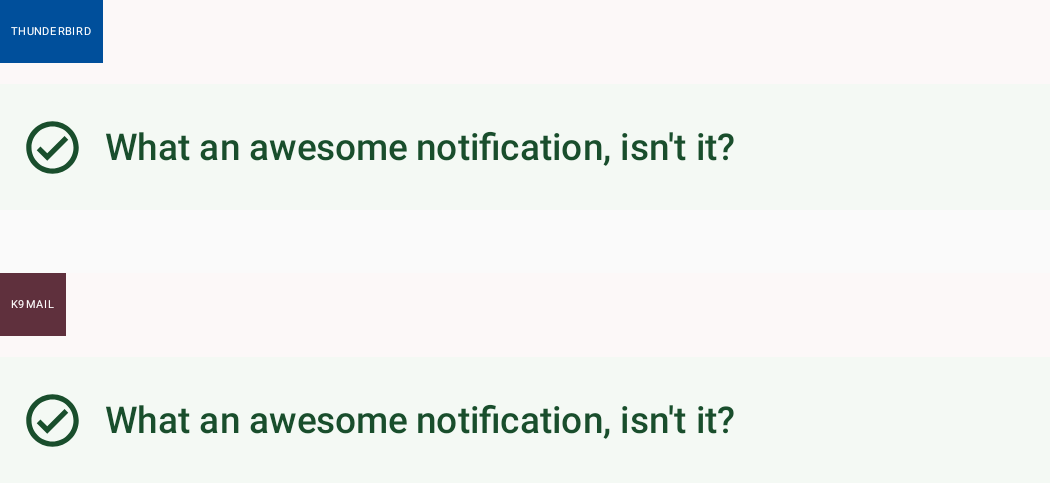 THUNDERBIRD
What an awesome notification, isn't it?
K9MAIL
What an awesome notification, isn't it?